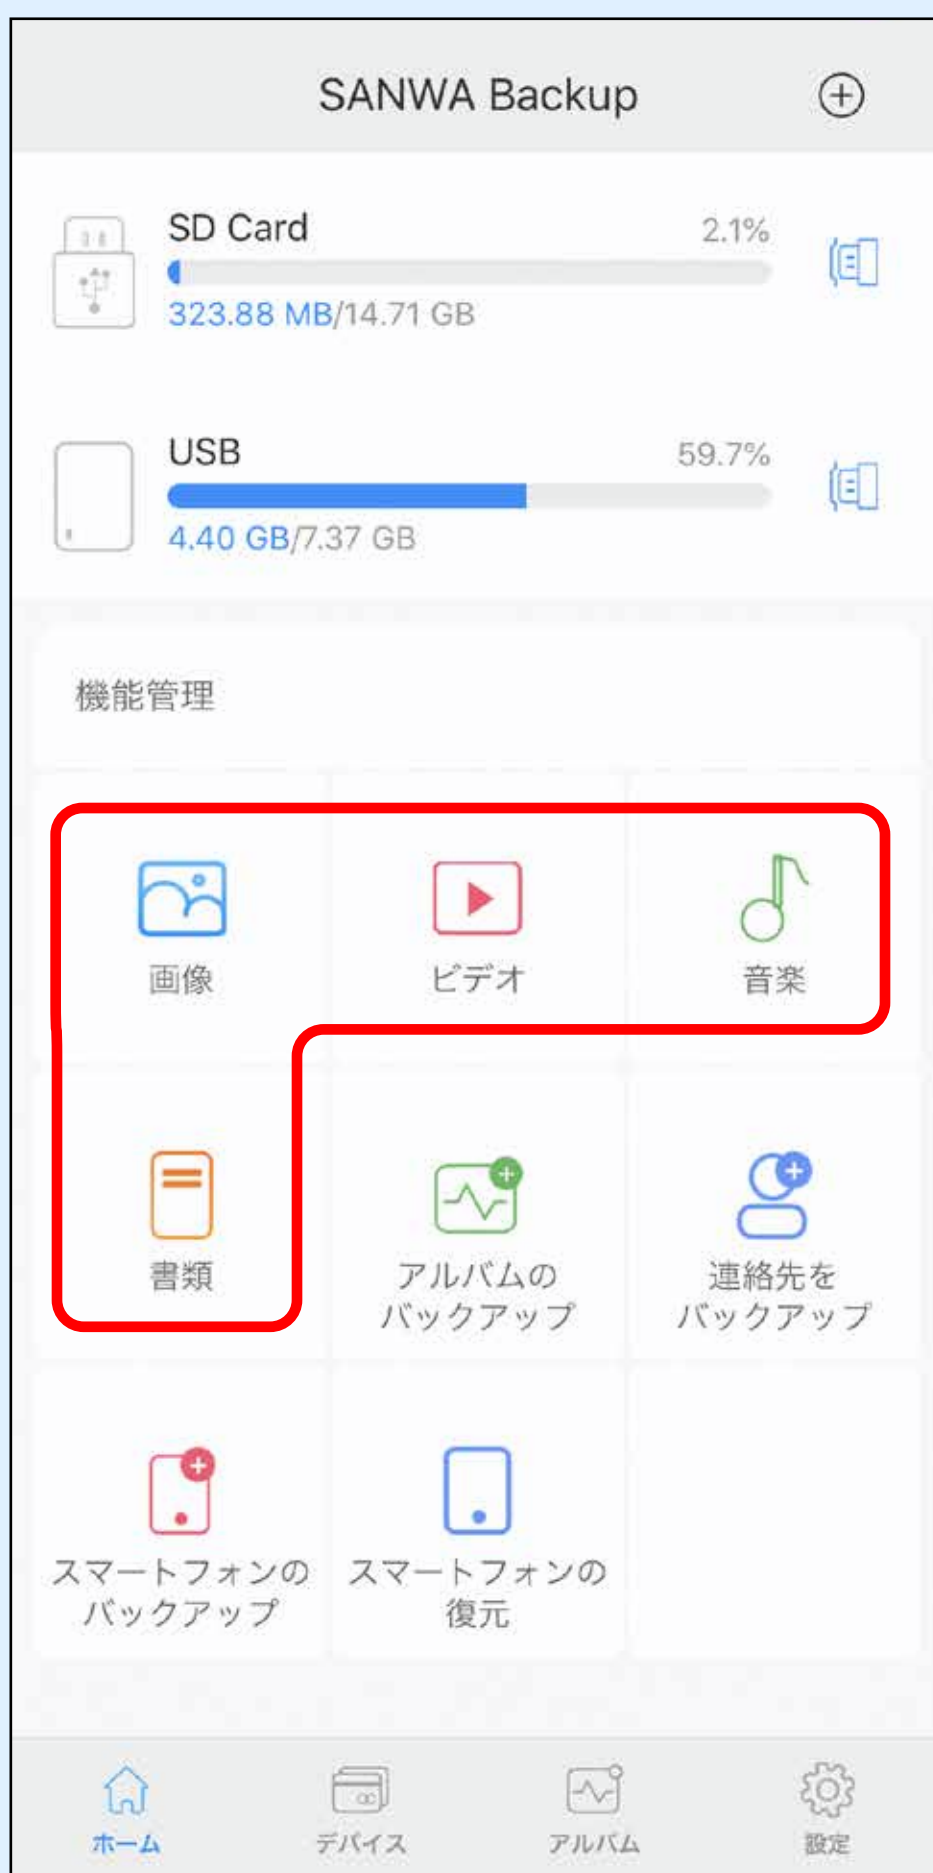 SANWA Backup
SD Card 2.1%
323.88 MB/14.71 GB
USB 59.7%
4.40 GB/7.37 GB
機能管理
画像 ビデオ 音楽
書類 アルバムの 連絡先を
バックアップ バックアップ
スマートフォンの スマートフォンの
バックアップ 復元
ホーム デバイス アルバム 設定